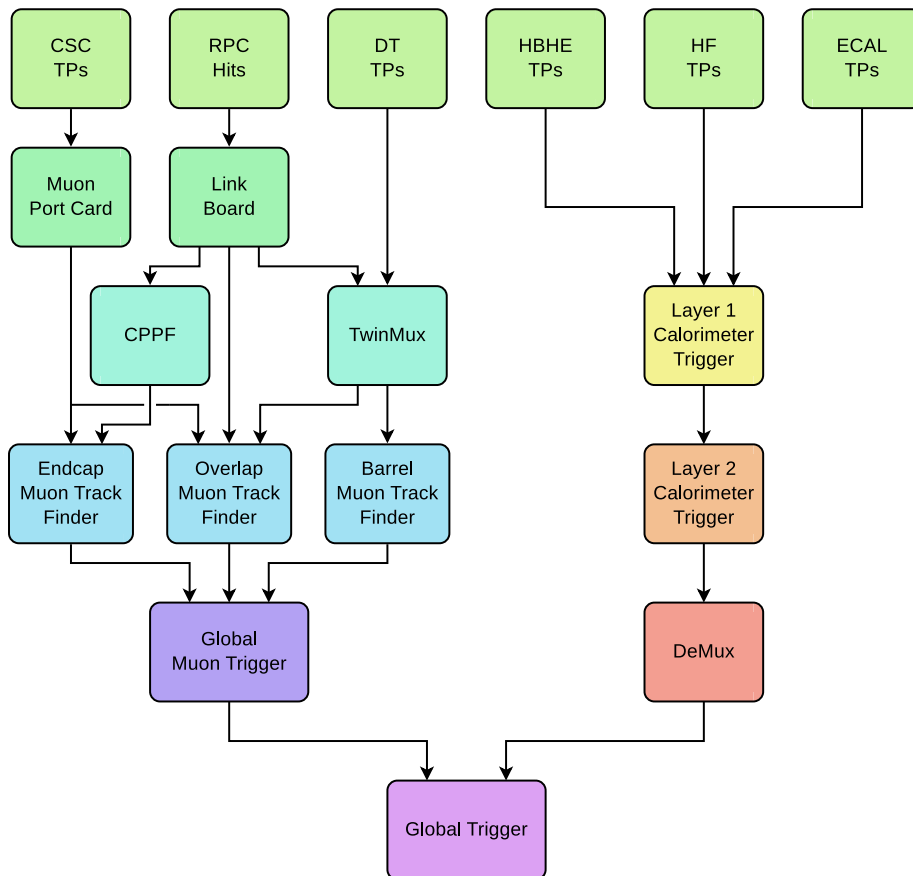 CSC
TPs
RPC
Hits
DT
TPs
HBHE
TPs
HF
TPs
ECAL
TPs
Muon
Port Card
Link
Board
CPPF
TwinMux
Layer 1
Calorimeter
Trigger
Endcap
Muon Track
Finder
Overlap
Muon Track
Finder
Barrel
Muon Track
Finder
Layer 2
Calorimeter
Trigger
Global
Muon Trigger
DeMux
Global Trigger